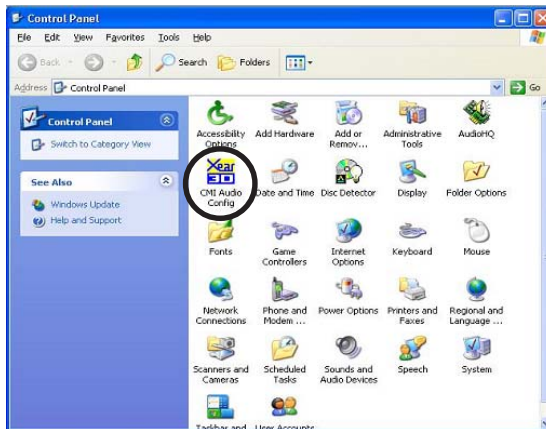 Control Panel
File Edit View Favorites Tools Help
Back Search Folders
Address Control Panel Go
Control Panel
Switch to Category View
See Also
Windows Update
Help and Support
Accessibility Options
Add Hardware
Add or Remov...
Administrative Tools
AudioHQ
Xear 3D
CMI Audio Config
Date and Time
Disc Detector
Display
Folder Options
Fonts
Game Controllers
Internet Options
Keyboard
Mouse
Network Connections
Phone and Modem ...
Power Options
Printers and Faxes
Regional and Language ...
Scanners and Cameras
Scheduled Tasks
Sounds and Audio Devices
Speech
System
Taskbar and
User Accounts